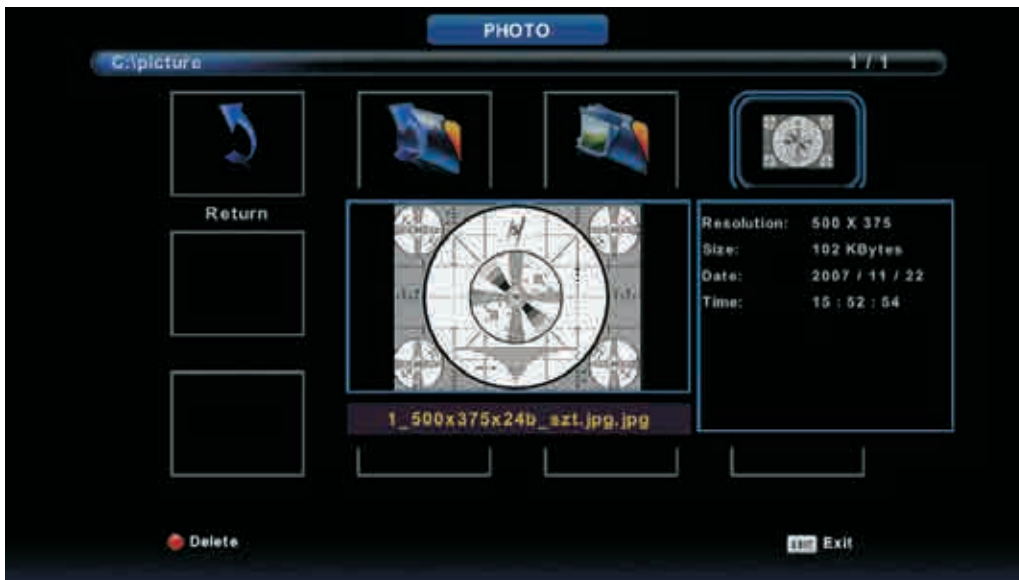 PHOTO
C:\picture 1 / 1
Return
Resolution: 500 X 375
Size: 102 KBytes
Date: 2007 / 11 / 22
Time: 15 : 52 : 54
1_500x375x24b_szt.jpg.jpg
Delete
EXIT Exit